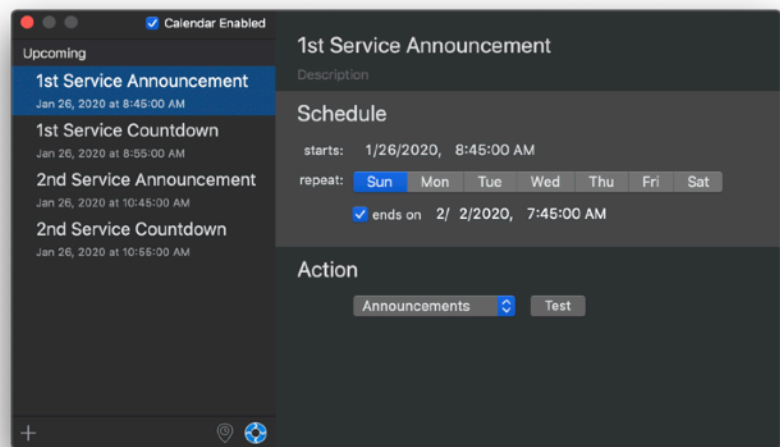 Calendar Enabled
Upcoming
1st Service Announcement
Jan 26, 2020 at 8:45:00 AM
1st Service Countdown
Jan 26, 2020 at 8:55:00 AM
2nd Service Announcement
Jan 26, 2020 at 10:45:00 AM
2nd Service Countdown
Jan 26, 2020 at 10:55:00 AM
1st Service Announcement
Description
Schedule
starts: 1/26/2020, 8:45:00 AM
repeat: Sun Mon Tue Wed Thu Fri Sat
ends on 2/ 2/2020, 7:45:00 AM
Action
Announcements Test